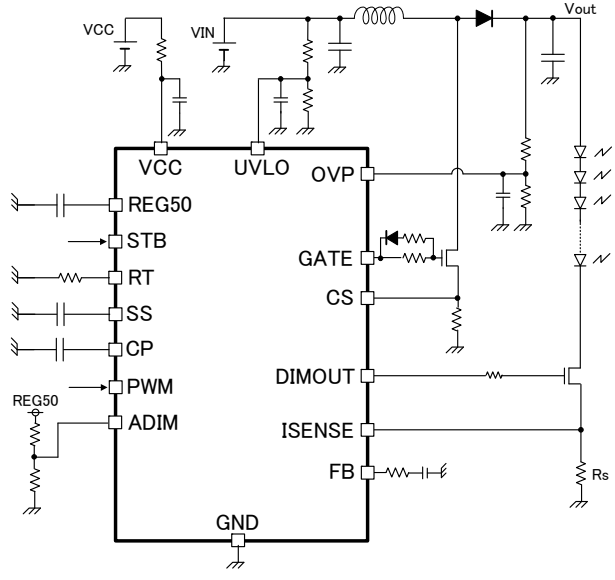 VCC
VIN
Vout
VCC
UVLO
OVP
REG50
STB
GATE
RT
CS
SS
CP
DIMOUT
PWM
REG50
ADIM
ISENSE
FB
Rs
GND